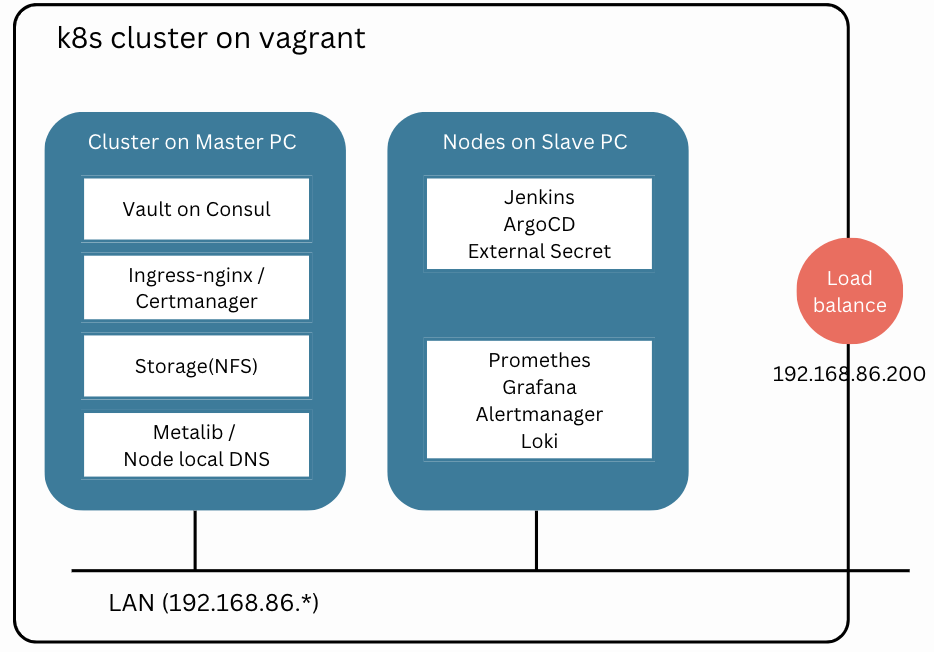 k8s cluster on vagrant
Cluster on Master PC
Vault on Consul
Ingress-nginx /
Certmanager
Storage(NFS)
Metalib /
Node local DNS
Nodes on Slave PC
Jenkins
ArgoCD
External Secret
Promethes
Grafana
Alertmanager
Loki
Load
balance
192.168.86.200
LAN (192.168.86.*)